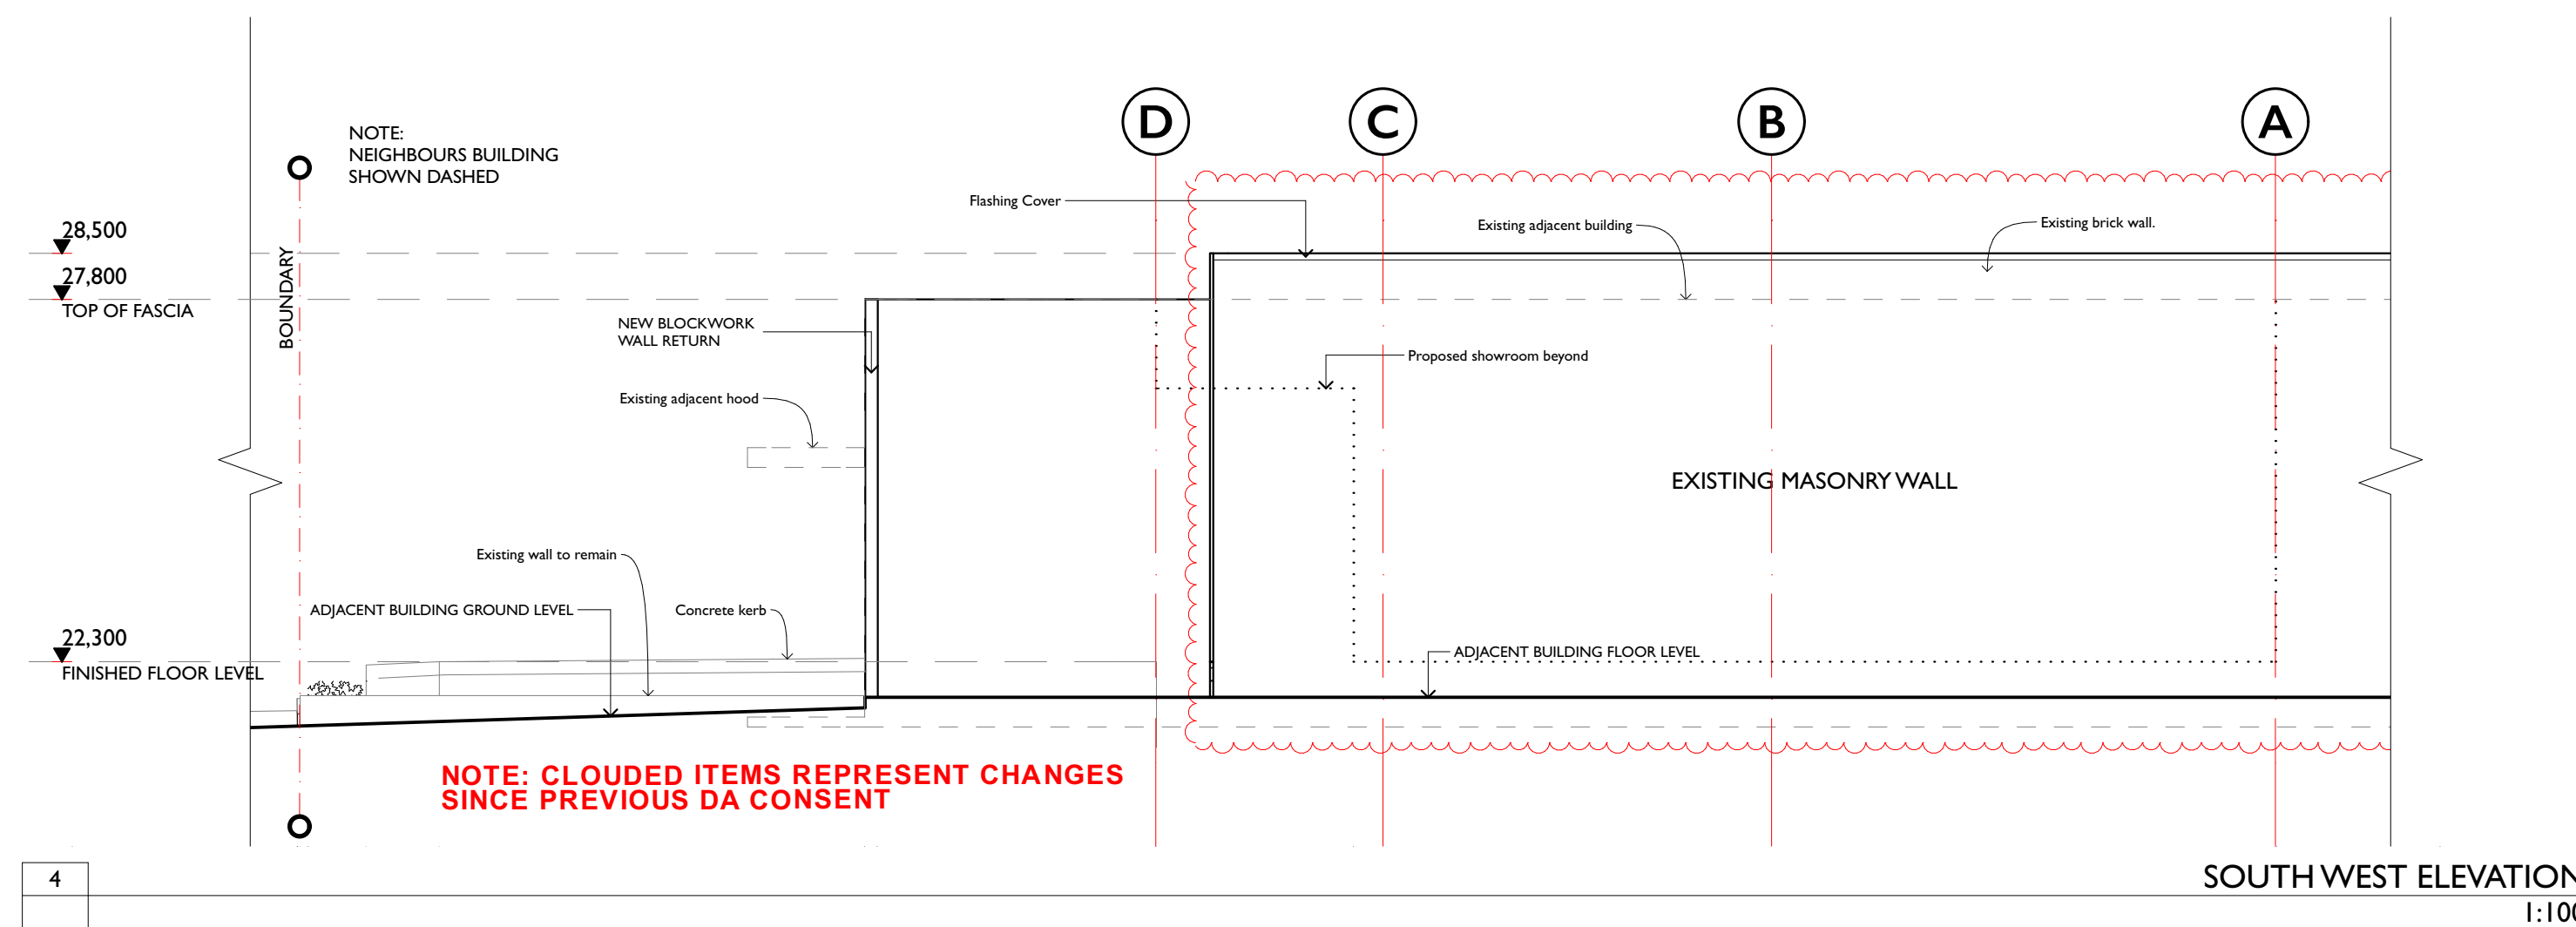 D
C
B
A
NOTE:
NEIGHBOURS BUILDING
SHOWN DASHED
Flashing Cover
Existing adjacent building
Existing brick wall.
28,500
27,800
TOP OF FASCIA
BOUNDARY
NEW BLOCKWORK
WALL RETURN
Proposed showroom beyond
Existing adjacent hood
EXISTING MASONRY WALL
Existing wall to remain
ADJACENT BUILDING GROUND LEVEL
Concrete kerb
22,300
FINISHED FLOOR LEVEL
ADJACENT BUILDING FLOOR LEVEL
NOTE: CLOUDED ITEMS REPRESENT CHANGES
SINCE PREVIOUS DA CONSENT
4
SOUTH WEST ELEVATION
1:100